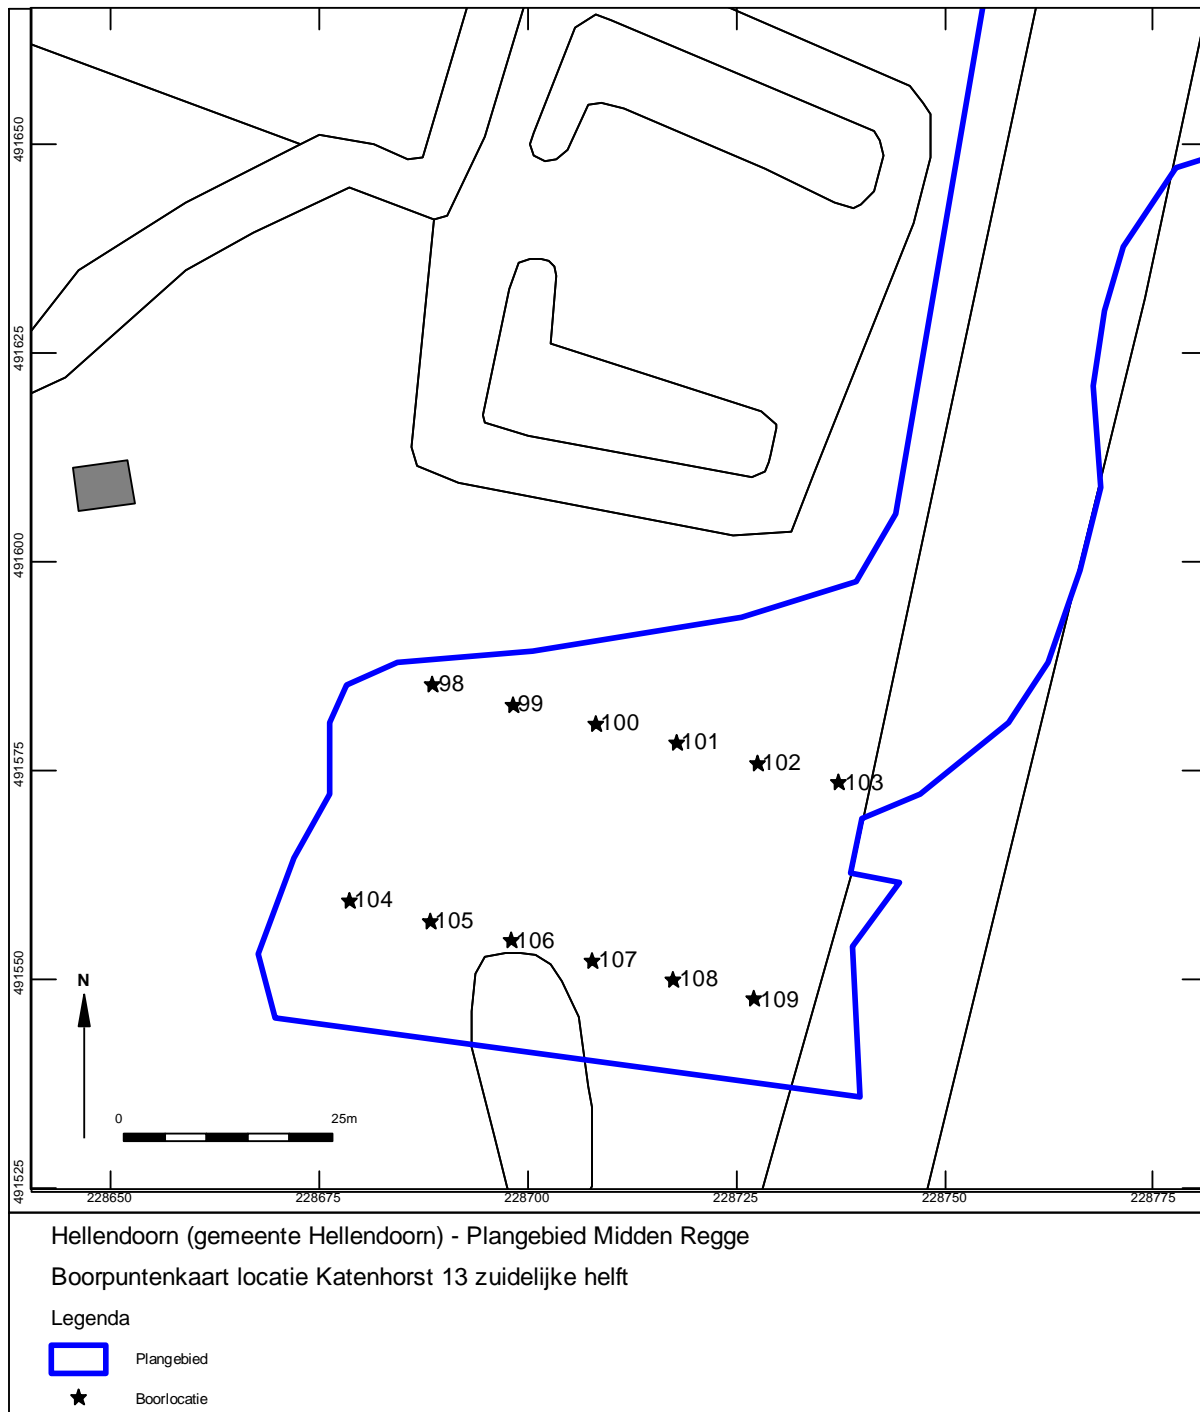 491650
491625
491600
491575
491550
491525
98
99
100
101
102
103
104
105
106
107
108
109
N
0 25m
228650 228675 228700 228725 228750 228775
Hellendoorn (gemeente Hellendoorn) - Plangebied Midden Regge
Boorpuntenkaart locatie Katenhorst 13 zuidelijke helft
Legenda
Plangebied
Boorlocatie